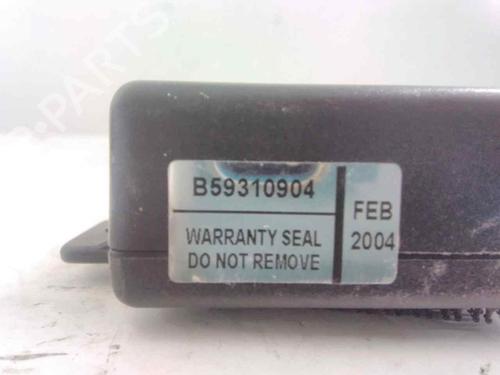 B59310904
WARRANTY SEAL
DO NOT REMOVE
FEB
2004